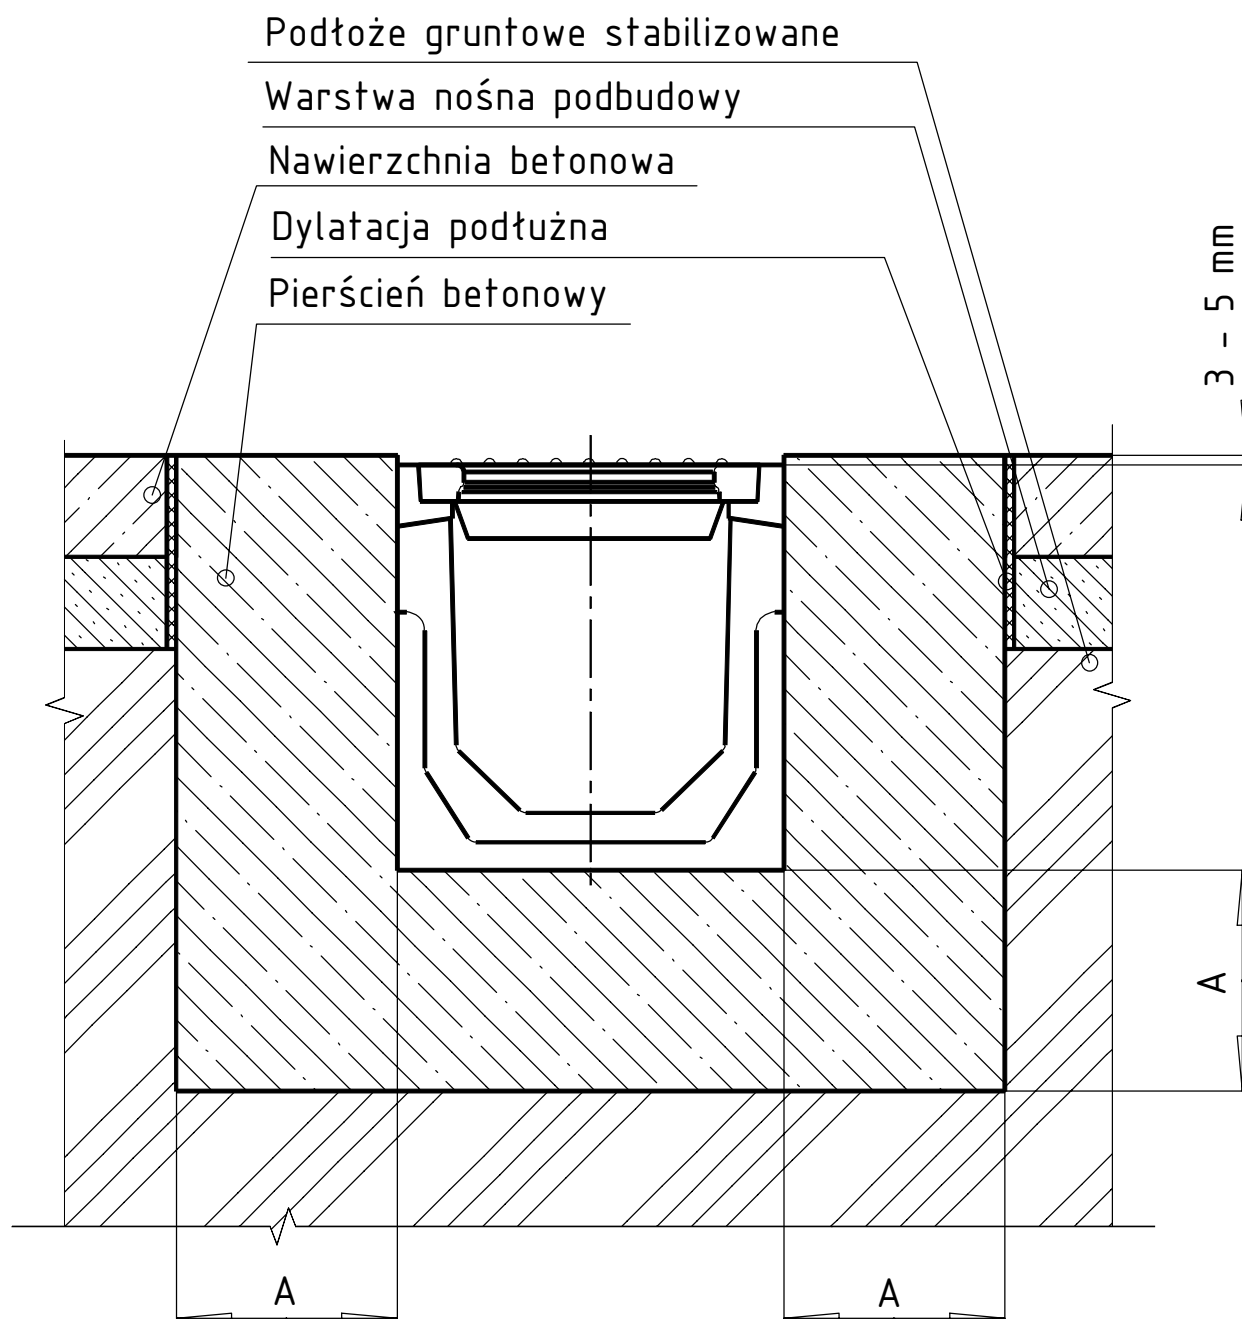 Podłoże gruntowe stabilizowane
Warstwa nośna podbudowy
Nawierzchnia betonowa
Dylatacja podłużna
Pierścień betonowy
3 - 5 mm
A
A
A